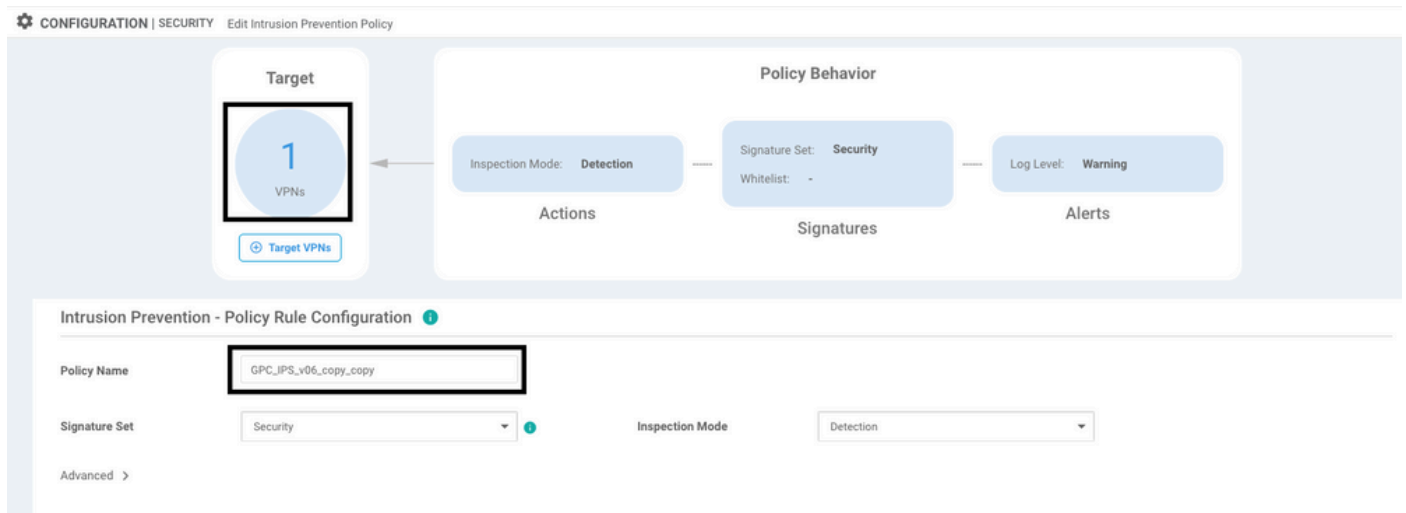 CONFIGURATION | SECURITY Edit Intrusion Prevention Policy
Target
1
VPNs
Target VPNs
Policy Behavior
Inspection Mode: Detection
Actions
Signature Set: Security
Whitelist: -
Signatures
Log Level: Warning
Alerts
Intrusion Prevention - Policy Rule Configuration
Policy Name GPC_IPS_v06_copy_copy
Signature Set Security Inspection Mode Detection
Advanced >